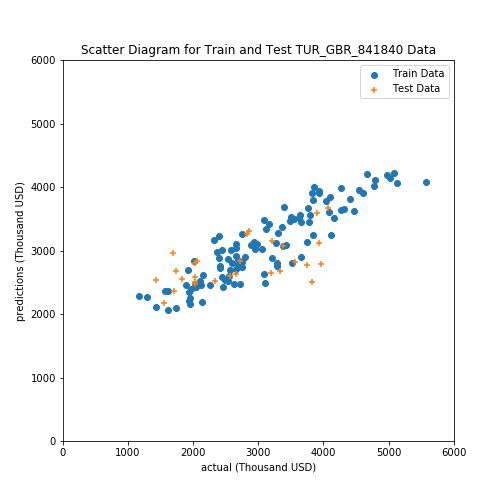 Scatter Diagram for Train and Test TUR_GBR_841840 Data
Train Data
Test Data
6000
5000
4000
3000
2000
1000
0
predictions (Thousand USD)
0 1000 2000 3000 4000 5000 6000
actual (Thousand USD)